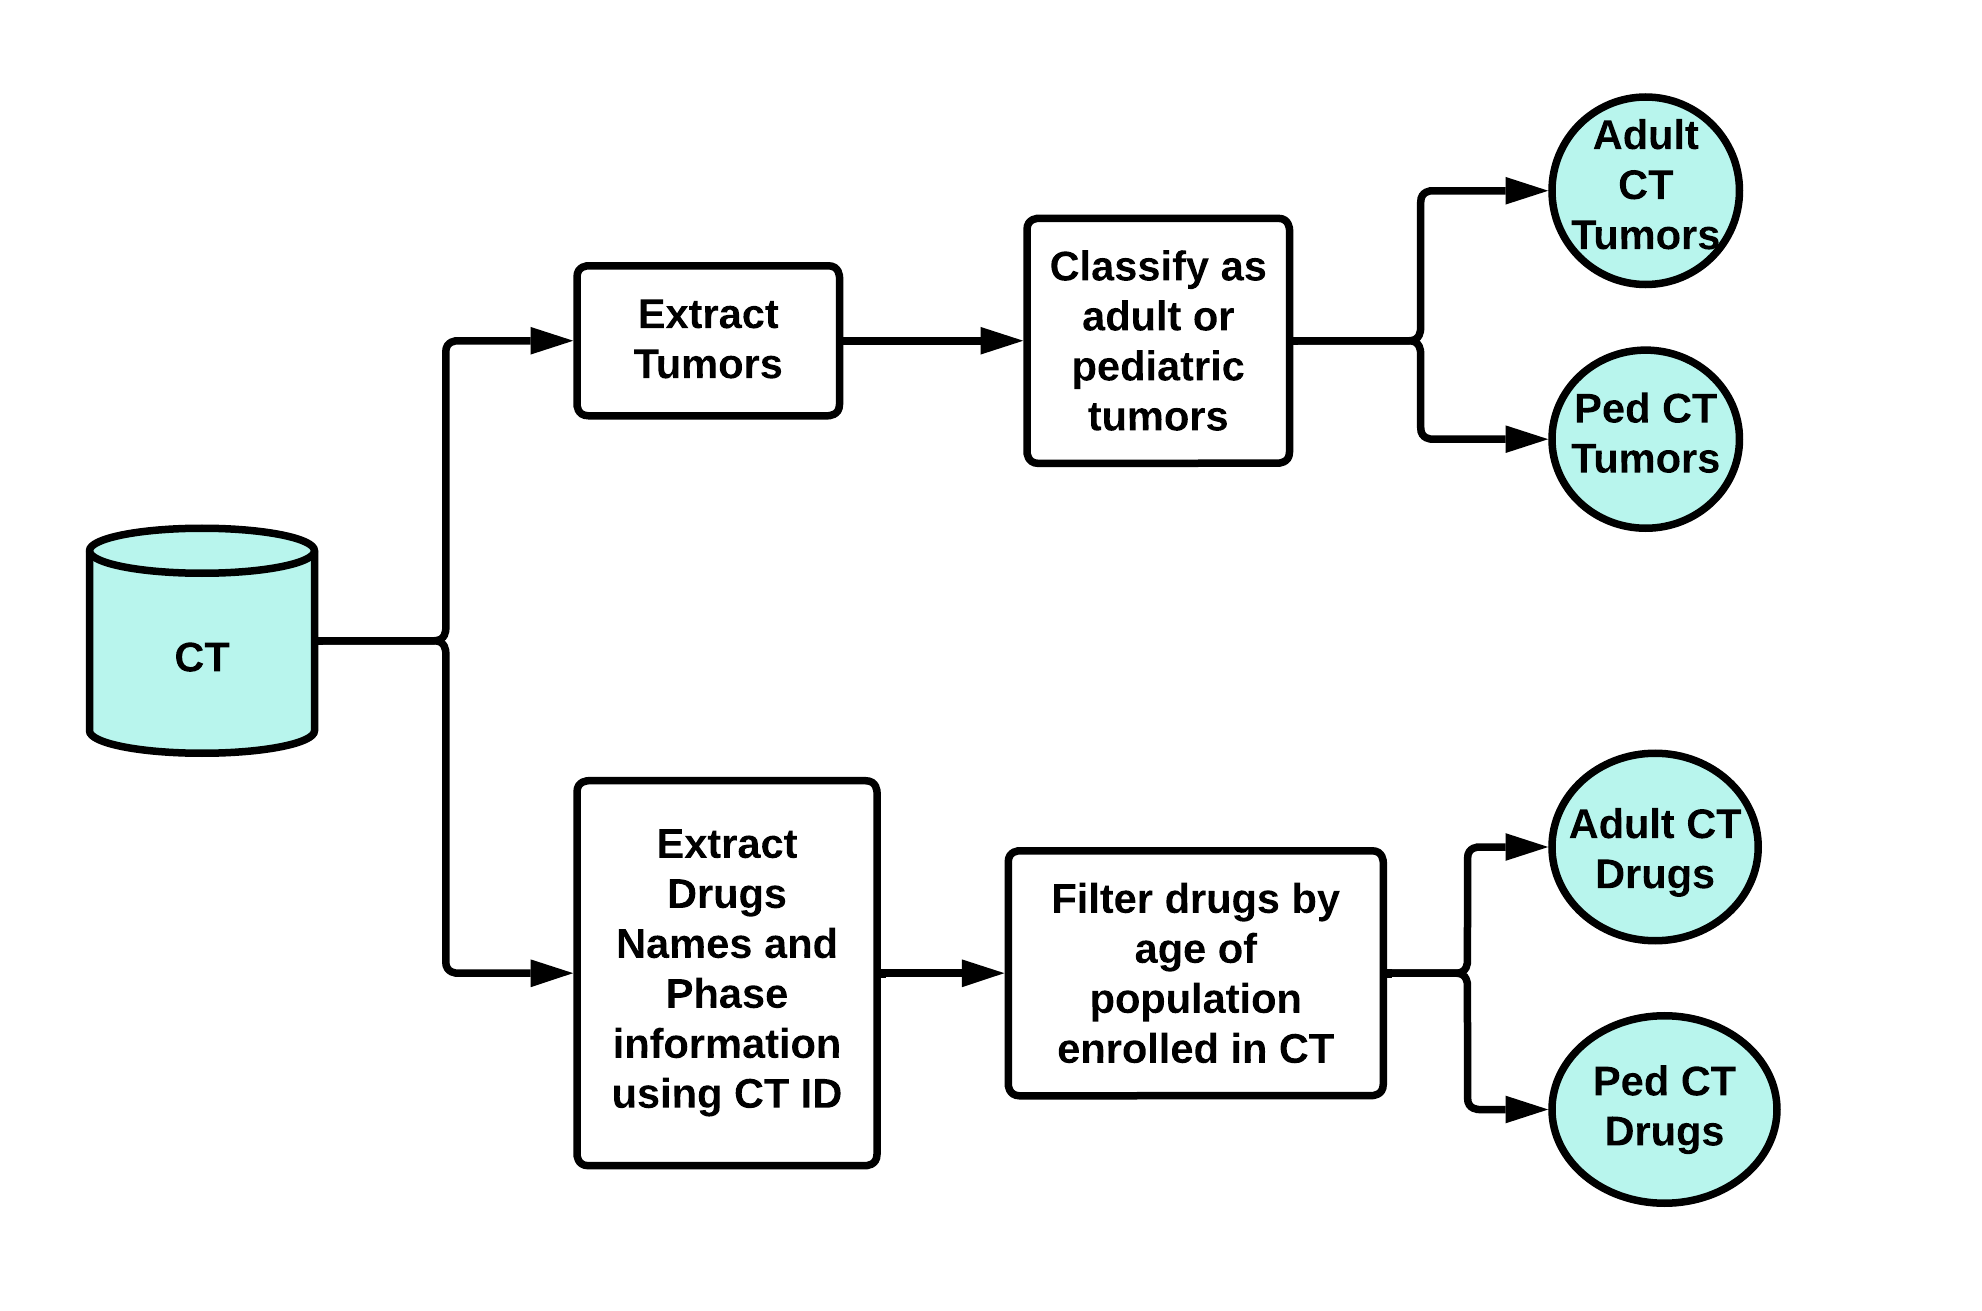 CT
Extract
Tumors
Classify as
adult or
pediatric
tumors
Adult
CT
Tumors
Ped CT
Tumors
Extract
Drugs
Names and
Phase
information
using CT ID
Filter drugs by
age of
population
enrolled in CT
Adult CT
Drugs
Ped CT
Drugs